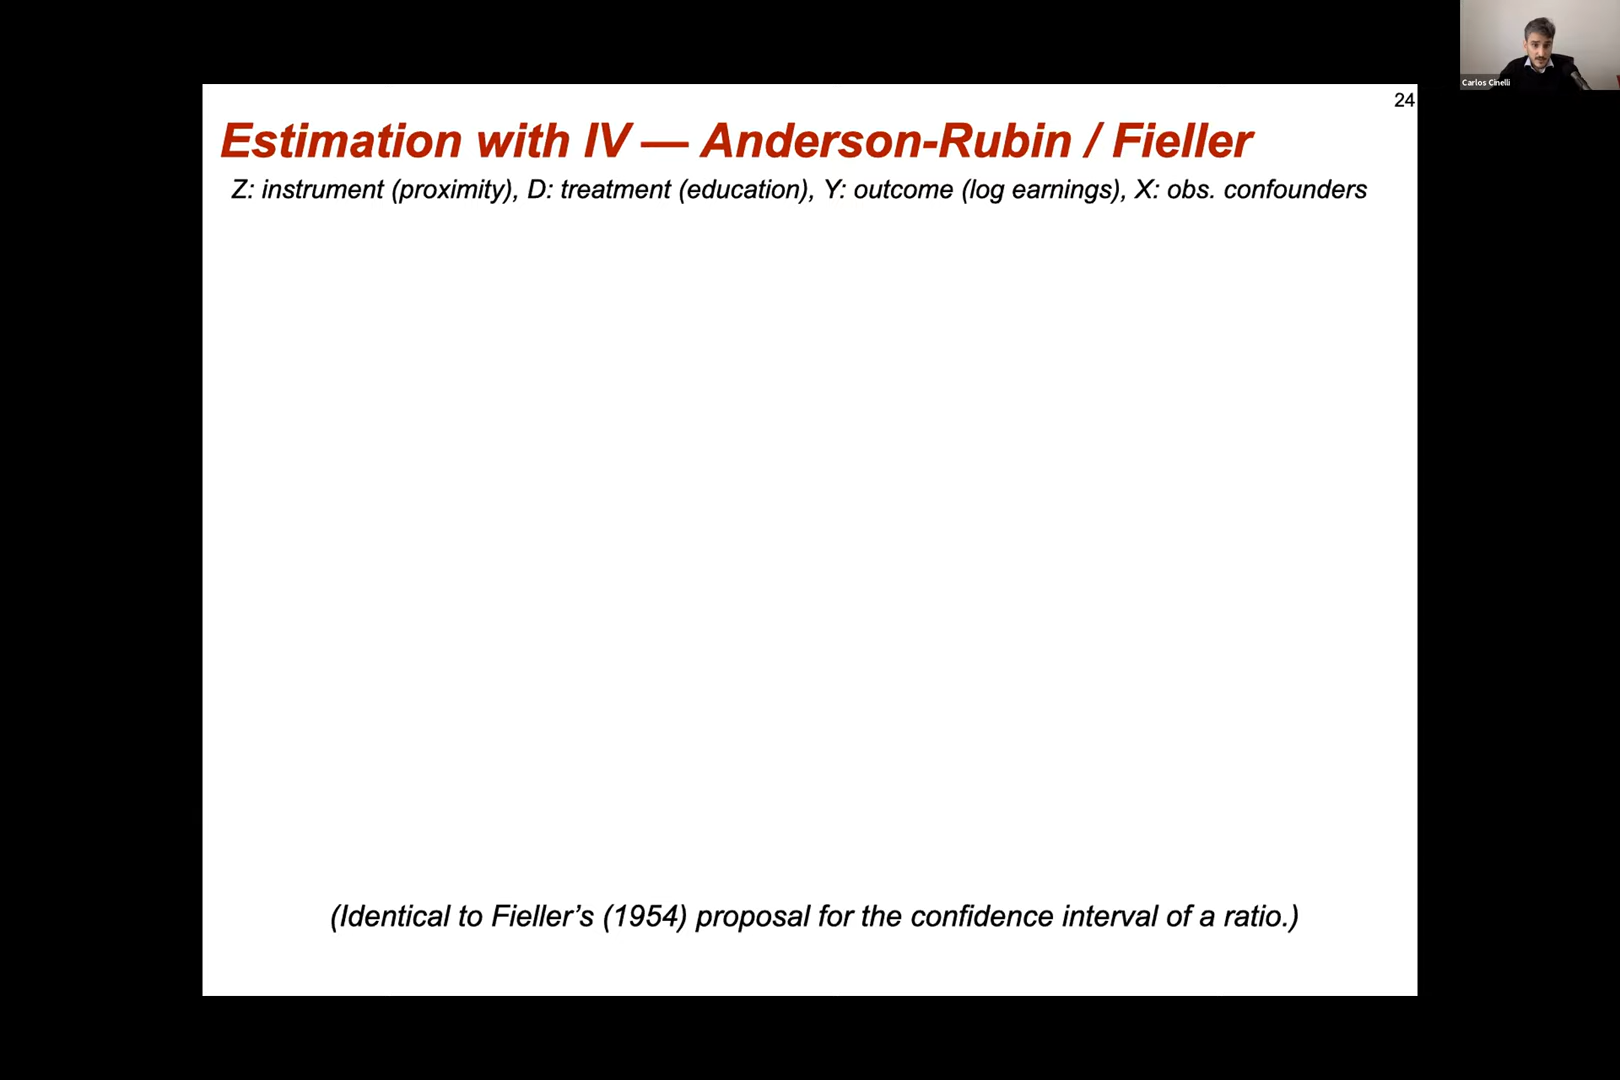 24
Estimation with IV — Anderson-Rubin / Fieller
Z: instrument (proximity), D: treatment (education), Y: outcome (log earnings), X: obs. confounders
(Identical to Fieller’s (1954) proposal for the confidence interval of a ratio.)
Carlos Cinelli